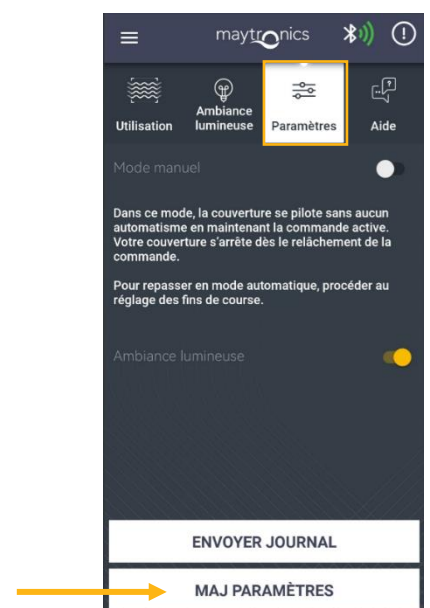 maytronics
Utilisation
Ambiance
lumineuse
Paramètres
Aide
Mode manuel
Dans ce mode, la couverture se pilote sans aucun
automatisme en maintenant la commande active.
Votre couverture s'arrête dès le relâchement de la
commande.
Pour repasser en mode automatique, procéder au
réglage des fins de course.
Ambiance lumineuse
ENVOYER JOURNAL
MAJ PARAMÈTRES